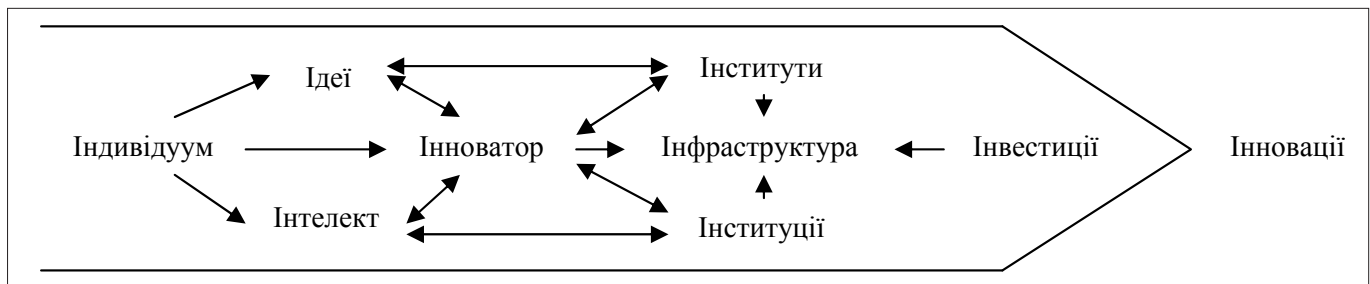 Ідеї Інститути
Індивідуум Інноватор Інфраструктура Інвестиції Інновації
Інтелект Інституції